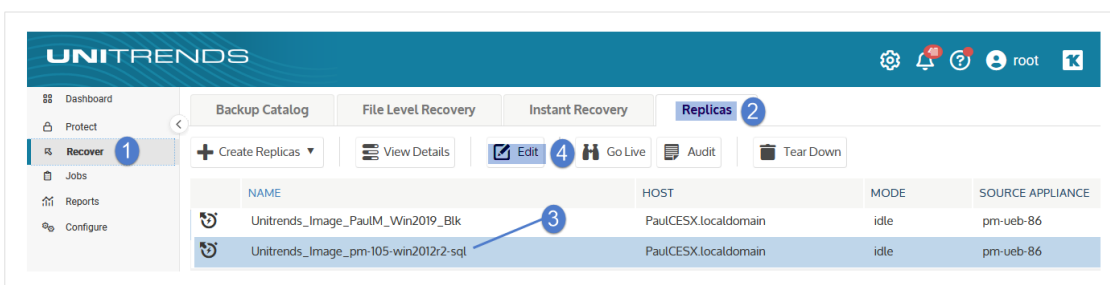 UNITRENDS
root
Dashboard
Protect
Recover 1
Jobs
Reports
Configure
Backup Catalog File Level Recovery Instant Recovery Replicas 2
Create Replicas View Details Edit 4 Go Live Audit Tear Down
NAME HOST MODE SOURCE APPLIANCE
Unitrends_Image_PaulM_Win2019_Blk 3 PaulCESX.localdomain idle pm-ueb-86
Unitrends_Image_pm-105-win2012r2-sql PaulCESX.localdomain idle pm-ueb-86